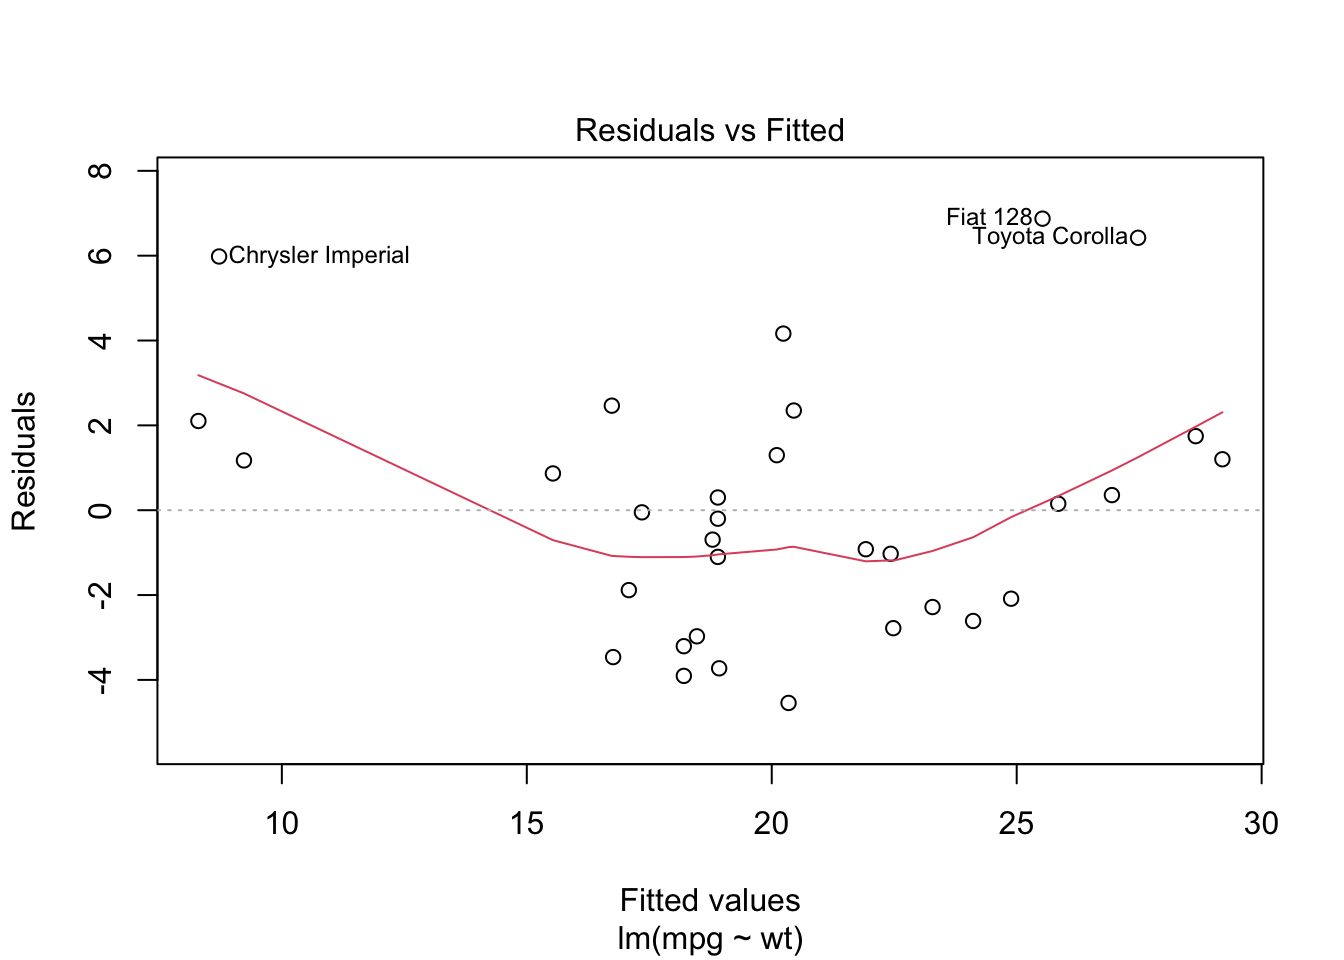 Residuals vs Fitted
8
6
4
2
0
-2
-4
Residuals
Fiat 128
Toyota Corolla
Chrysler Imperial
10 15 20 25 30
Fitted values
lm(mpg ~ wt)